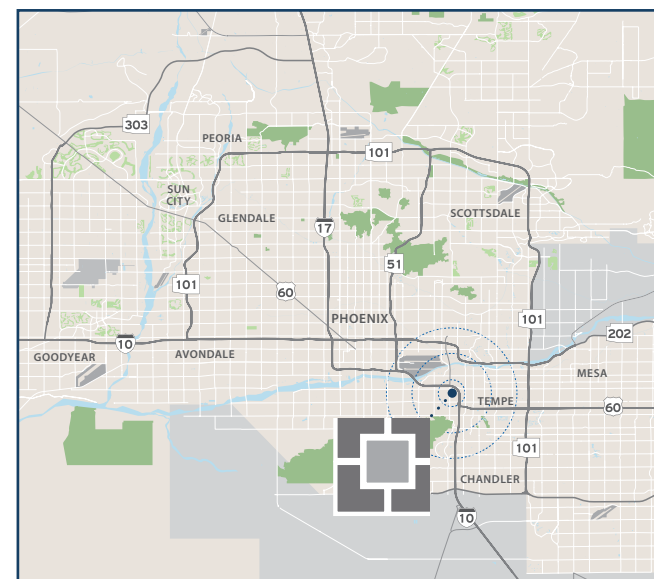 303
PEORIA
101
SUN
CITY
GLENDALE
SCOTTSDALE
17
51
101
60
PHOENIX
101
202
10
GOODYEAR
AVONDALE
MESA
TEMPE
60
101
CHANDLER
10